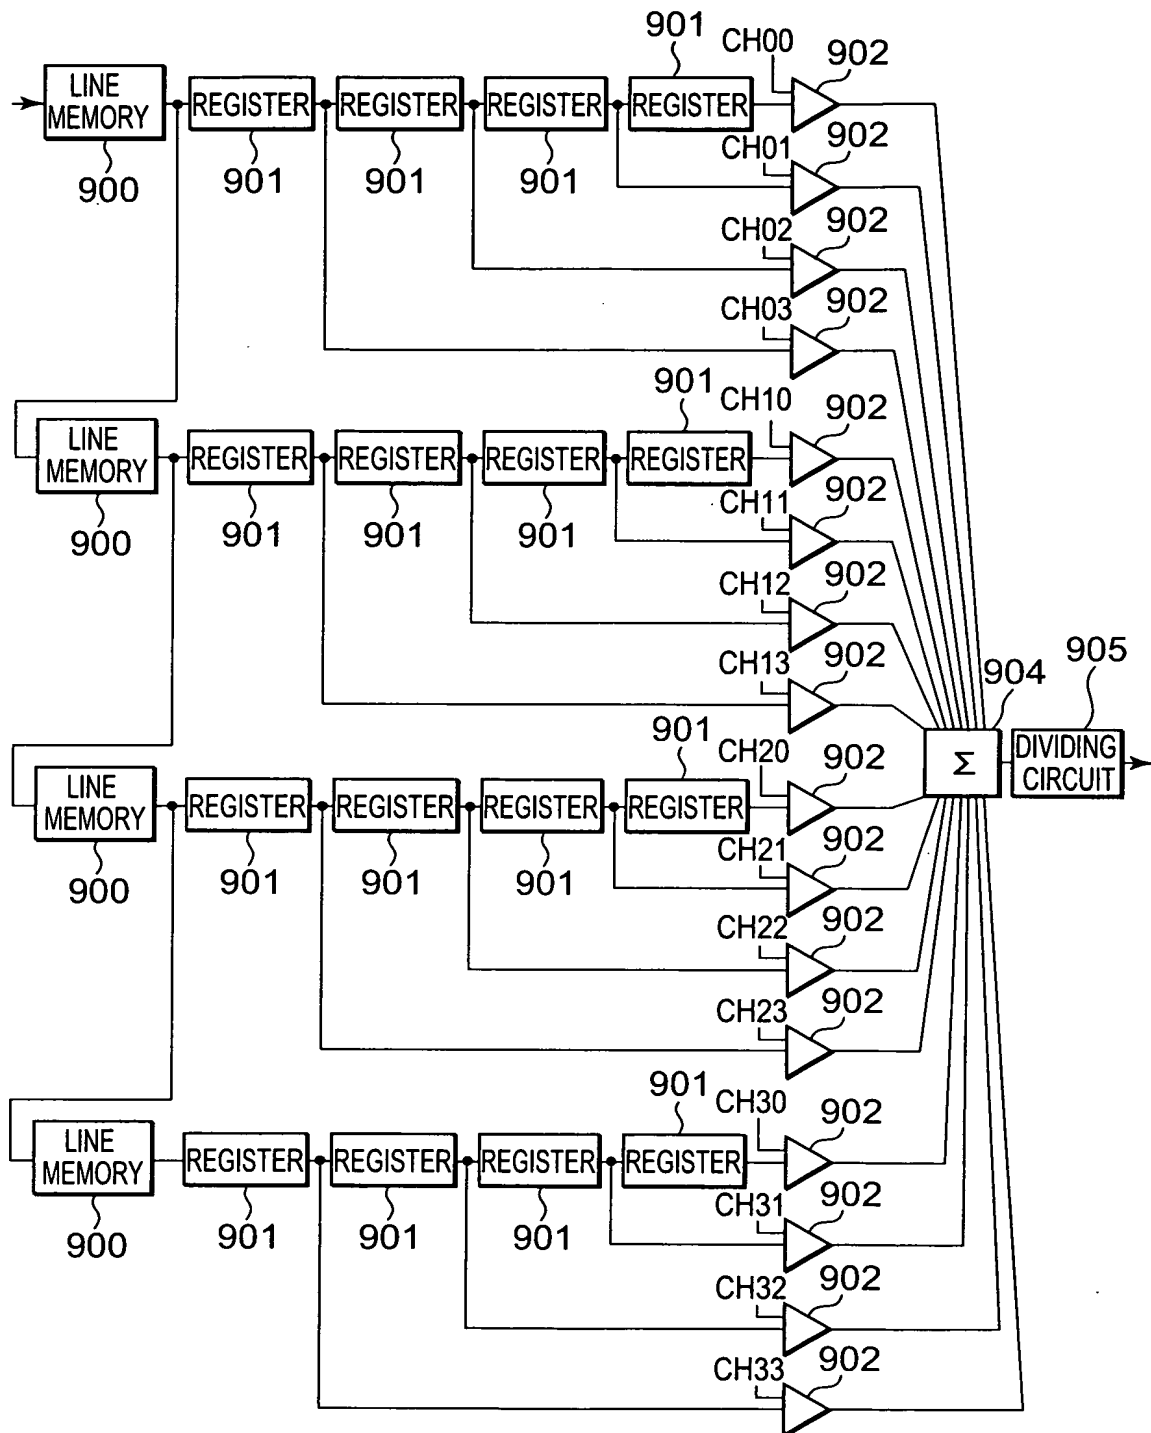 901
CH00
902
LINE
MEMORY
REGISTER
REGISTER
REGISTER
REGISTER
900
901
901
901
CH01
902
CH02
902
CH03
902
901
CH10
902
LINE
MEMORY
REGISTER
REGISTER
REGISTER
REGISTER
900
901
901
901
CH11
902
CH12
902
CH13
902
904
905
Σ
DIVIDING
CIRCUIT
901
CH20
902
LINE
MEMORY
REGISTER
REGISTER
REGISTER
REGISTER
900
901
901
901
CH21
902
CH22
902
CH23
902
901
CH30
902
LINE
MEMORY
REGISTER
REGISTER
REGISTER
REGISTER
900
901
901
901
CH31
902
CH32
902
CH33
902